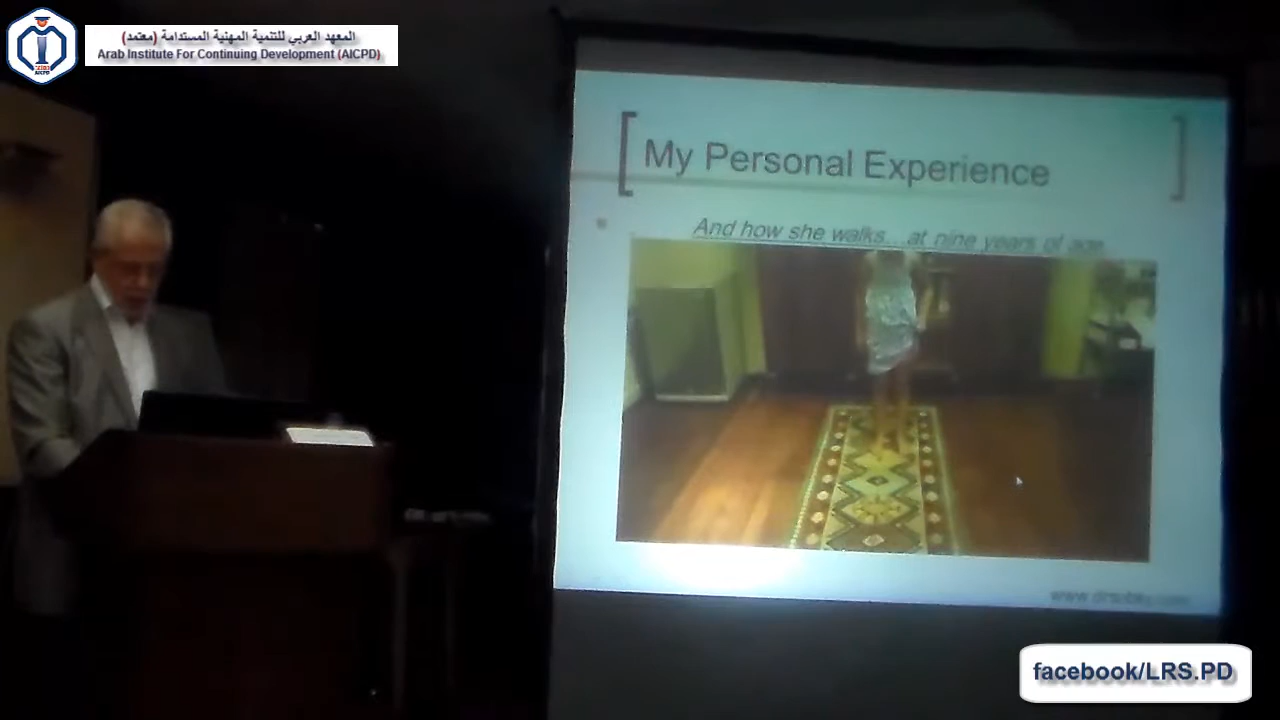 المعهد العربي للتنمية المهنية المستدامة (معتمد)
Arab Institute For Continuing Development (AICPD)
AICPD
My Personal Experience
And how she walks...at nine years of age
facebook/LRS.PD